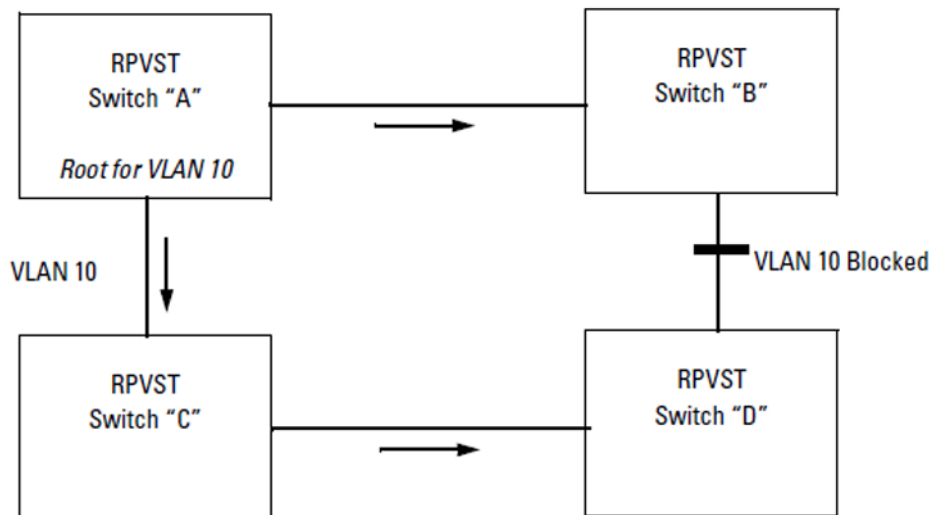 RPVST
Switch “A”
Root for VLAN 10
RPVST
Switch “B”
VLAN 10
VLAN 10 Blocked
RPVST
Switch “C”
RPVST
Switch “D”